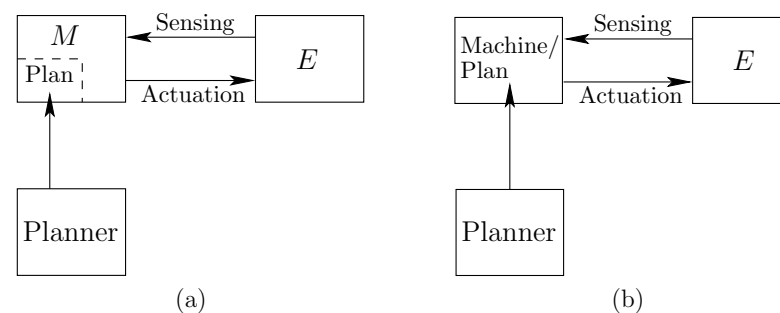 M
Plan
Sensing
Actuation
E
Planner
(a)
Machine/
Plan
Sensing
Actuation
E
Planner
(b)